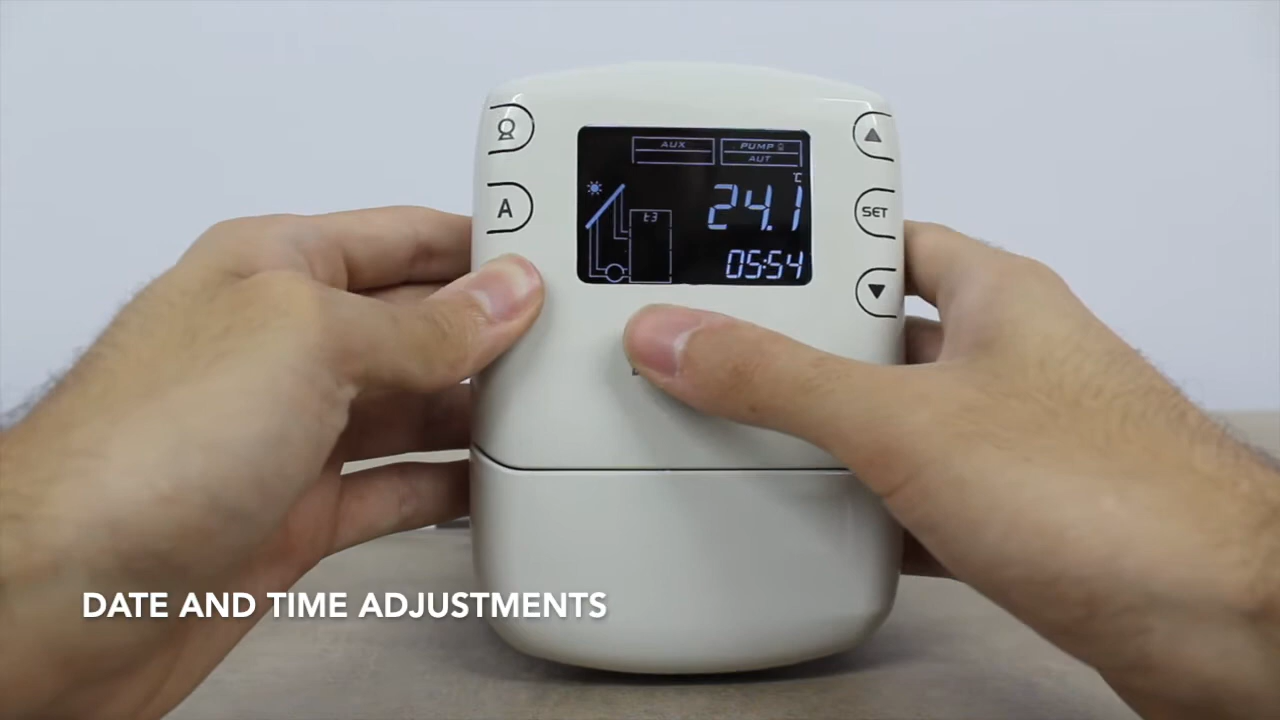 AUX
PUMP
AUT
°C
t3
24.1
05:54
A
SET
DATE AND TIME ADJUSTMENTS